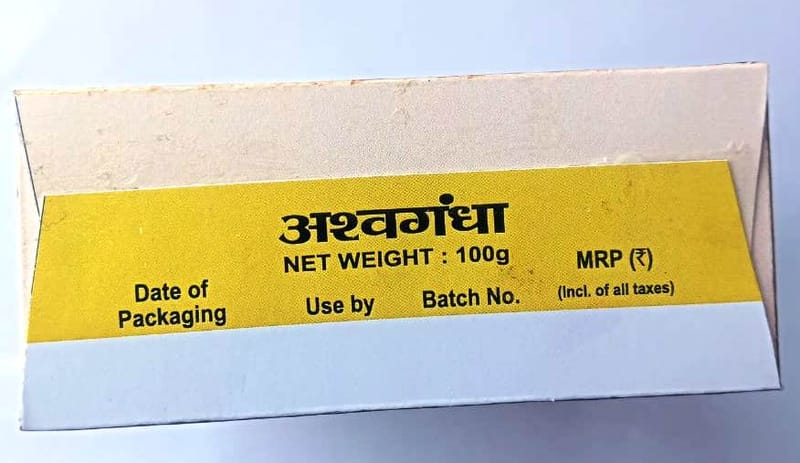 अश्वगंधा
NET WEIGHT : 100g
Date of
Packaging
Use by
Batch No.
MRP (₹)
(Incl. of all taxes)